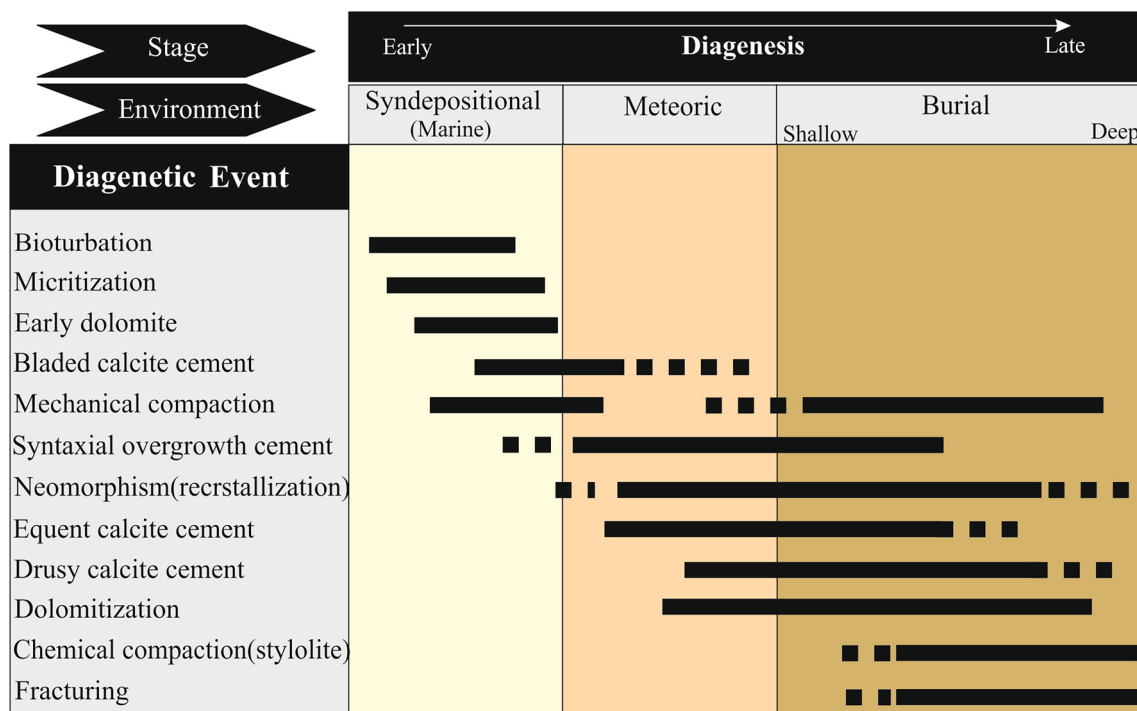 Stage
Early Diagenesis Late
Environment
Syndepositional
(Marine)
Meteoric
Burial
Shallow Deep
Diagenetic Event
Bioturbation
Micritization
Early dolomite
Bladed calcite cement
Mechanical compaction
Syntaxial overgrowth cement
Neomorphism(recrstallization)
Equent calcite cement
Drusy calcite cement
Dolomitization
Chemical compaction(stylolite)
Fracturing